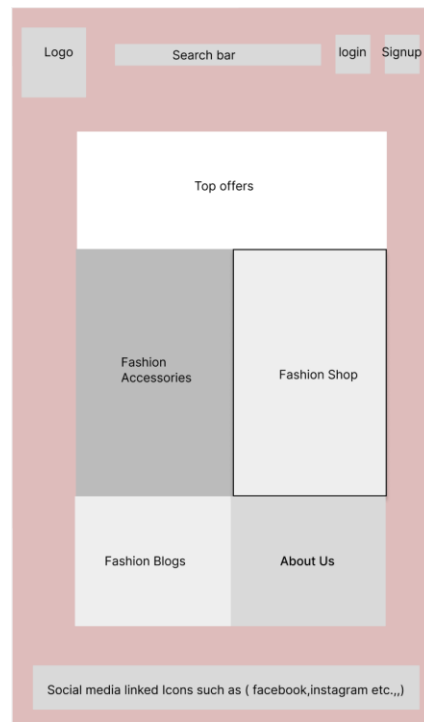 Logo
Search bar
login
Signup
Top offers
Fashion
Accessories
Fashion Shop
Fashion Blogs
About Us
Social media linked Icons such as ( facebook,instagram etc.,,)